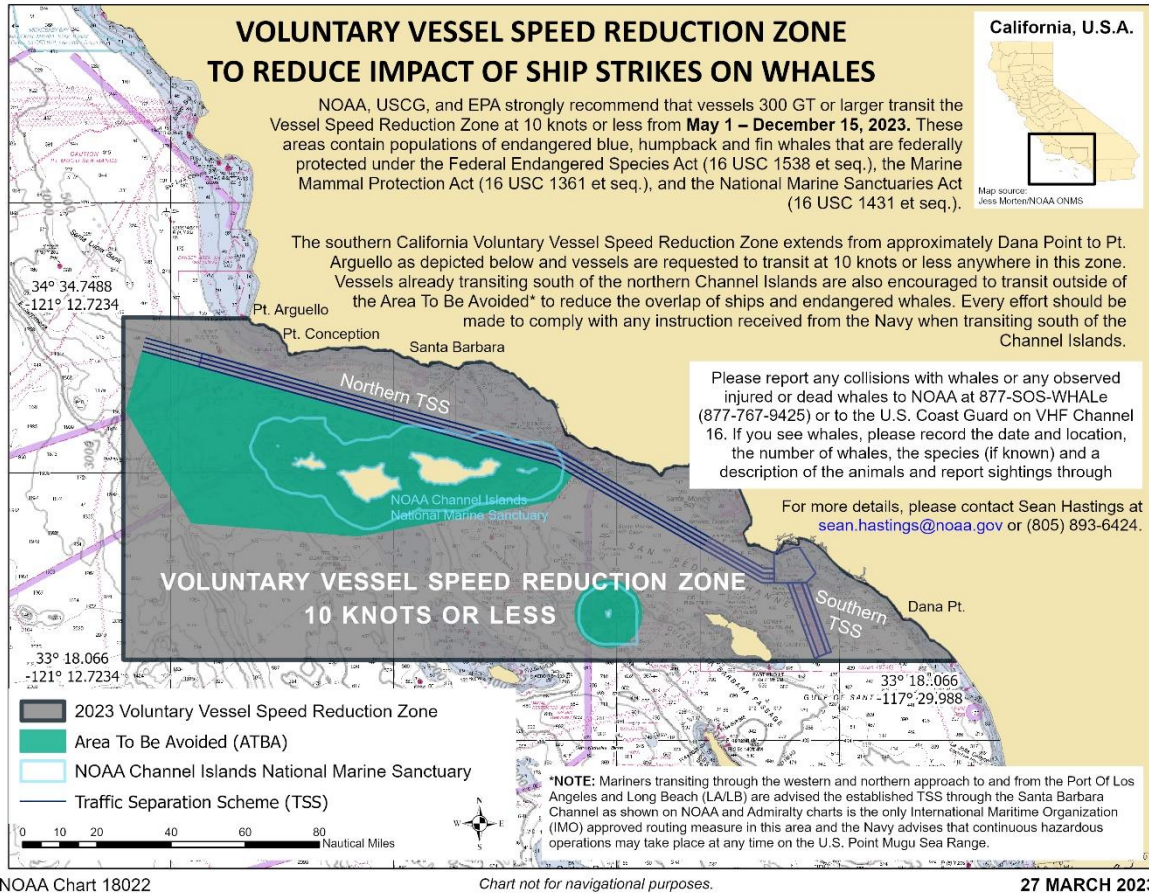 VOLUNTARY VESSEL SPEED REDUCTION ZONE
TO REDUCE IMPACT OF SHIP STRIKES ON WHALES
California, U.S.A.
Map source:
Jess Morten/NOAA ONMS
NOAA, USCG, and EPA strongly recommend that vessels 300 GT or larger transit the
Vessel Speed Reduction Zone at 10 knots or less from May 1 – December 15, 2023. These
areas contain populations of endangered blue, humpback and fin whales that are federally
protected under the Federal Endangered Species Act (16 USC 1538 et seq.), the Marine
Mammal Protection Act (16 USC 1361 et seq.), and the National Marine Sanctuaries Act
(16 USC 1431 et seq.).
The southern California Voluntary Vessel Speed Reduction Zone extends from approximately Dana Point to Pt.
Arguello as depicted below and vessels are requested to transit at 10 knots or less anywhere in this zone.
Vessels already transiting south of the northern Channel Islands are also encouraged to transit outside of
the Area To Be Avoided* to reduce the overlap of ships and endangered whales. Every effort should be
made to comply with any instruction received from the Navy when transiting south of the
Channel Islands.
Please report any collisions with whales or any observed
injured or dead whales to NOAA at 877-SOS-WHALe
(877-767-9425) or to the U.S. Coast Guard on VHF Channel
16. If you see whales, please record the date and location,
the number of whales, the species (if known) and a
description of the animals and report sightings through
For more details, please contact Sean Hastings at
sean.hastings@noaa.gov or (805) 893-6424.
34° 34.7488
-121° 12.7234
Pt. Arguello
Pt. Conception
Santa Barbara
Northern TSS
NOAA Channel Islands
National Marine Sanctuary
VOLUNTARY VESSEL SPEED REDUCTION ZONE
10 KNOTS OR LESS
Southern
TSS
Dana Pt.
33° 18.066
-121° 12.7234
33° 18.066
-117° 29.988
2023 Voluntary Vessel Speed Reduction Zone
Area To Be Avoided (ATBA)
NOAA Channel Islands National Marine Sanctuary
Traffic Separation Scheme (TSS)
0 10 20 40 60 80
Nautical Miles
N
W E
S
*NOTE: Mariners transiting through the western and northern approach to and from the Port Of Los
Angeles and Long Beach (LA/LB) are advised the established TSS through the Santa Barbara
Channel as shown on NOAA and Admiralty charts is the only International Maritime Organization
(IMO) approved routing measure in this area and the Navy advises that continuous hazardous
operations may take place at any time on the U.S. Point Mugu Sea Range.
NOAA Chart 18022
Chart not for navigational purposes.
27 MARCH 2023